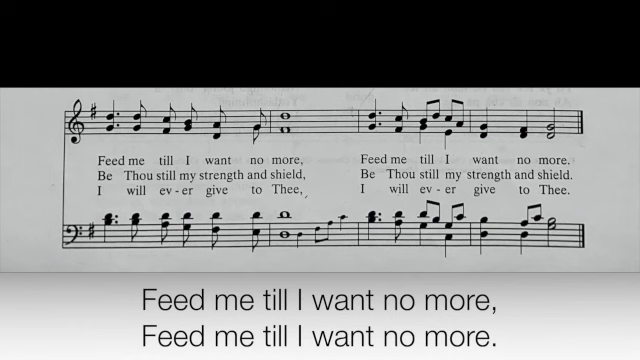 Feed me till I want no more, Feed me till I want no more.
Be Thou still my strength and shield, Be Thou still my strength and shield.
I will ev - er give to Thee, I will ev - er give to Thee.
Feed me till I want no more,
Feed me till I want no more.